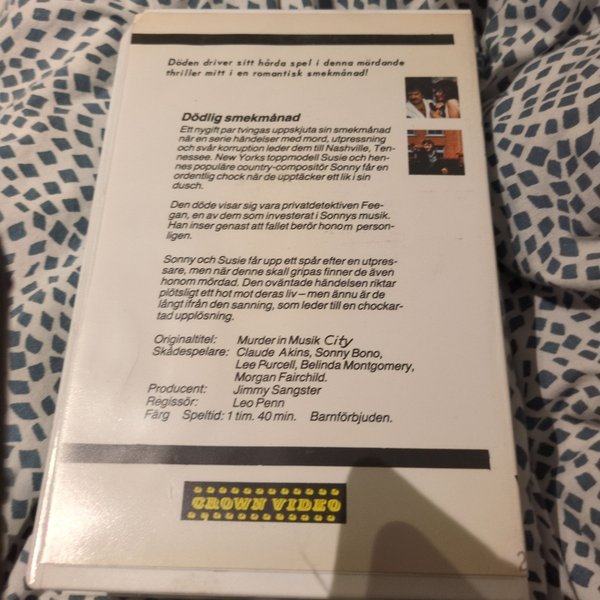 Döden driver sitt hårda spel i denna mördande
thriller mitt i en romantisk smekmånad!
Dödlig smekmånad
Ett nygift par tvingas uppskjuta sin smekmånad
när en serie händelser med mord, utpressning
och svår korruption leder dem till Nashville, Ten-
nessee. New Yorks toppmodell Susie och hen-
nes populäre country-compositör Sonny får en
ordentlig chock när de upptäcker ett lik i sin
dusch.
Den döde visar sig vara privatdetektiven Fee-
gan, en av dem som investerat i Sonnys musik.
Han inser genast att fallet berör honom person-
ligen.
Sonny och Susie får upp ett spår efter en utpres-
sare, men när denne skall gripas finner de även
honom mördad. Den oväntade händelsen riktar
plötsligt ett hot mot deras liv – men ännu är de
långt ifrån den sanning, som leder till en chockar-
tad upplösning.
Originaltitel: Murder in Musik City
Skådespelare: Claude Akins, Sonny Bono,
Lee Purcell, Belinda Montgomery,
Morgan Fairchild.
Producent: Jimmy Sangster
Regissör: Leo Penn
Färg Speltid: 1 tim. 40 min. Barnförbjuden.
CROWN VIDEO
2